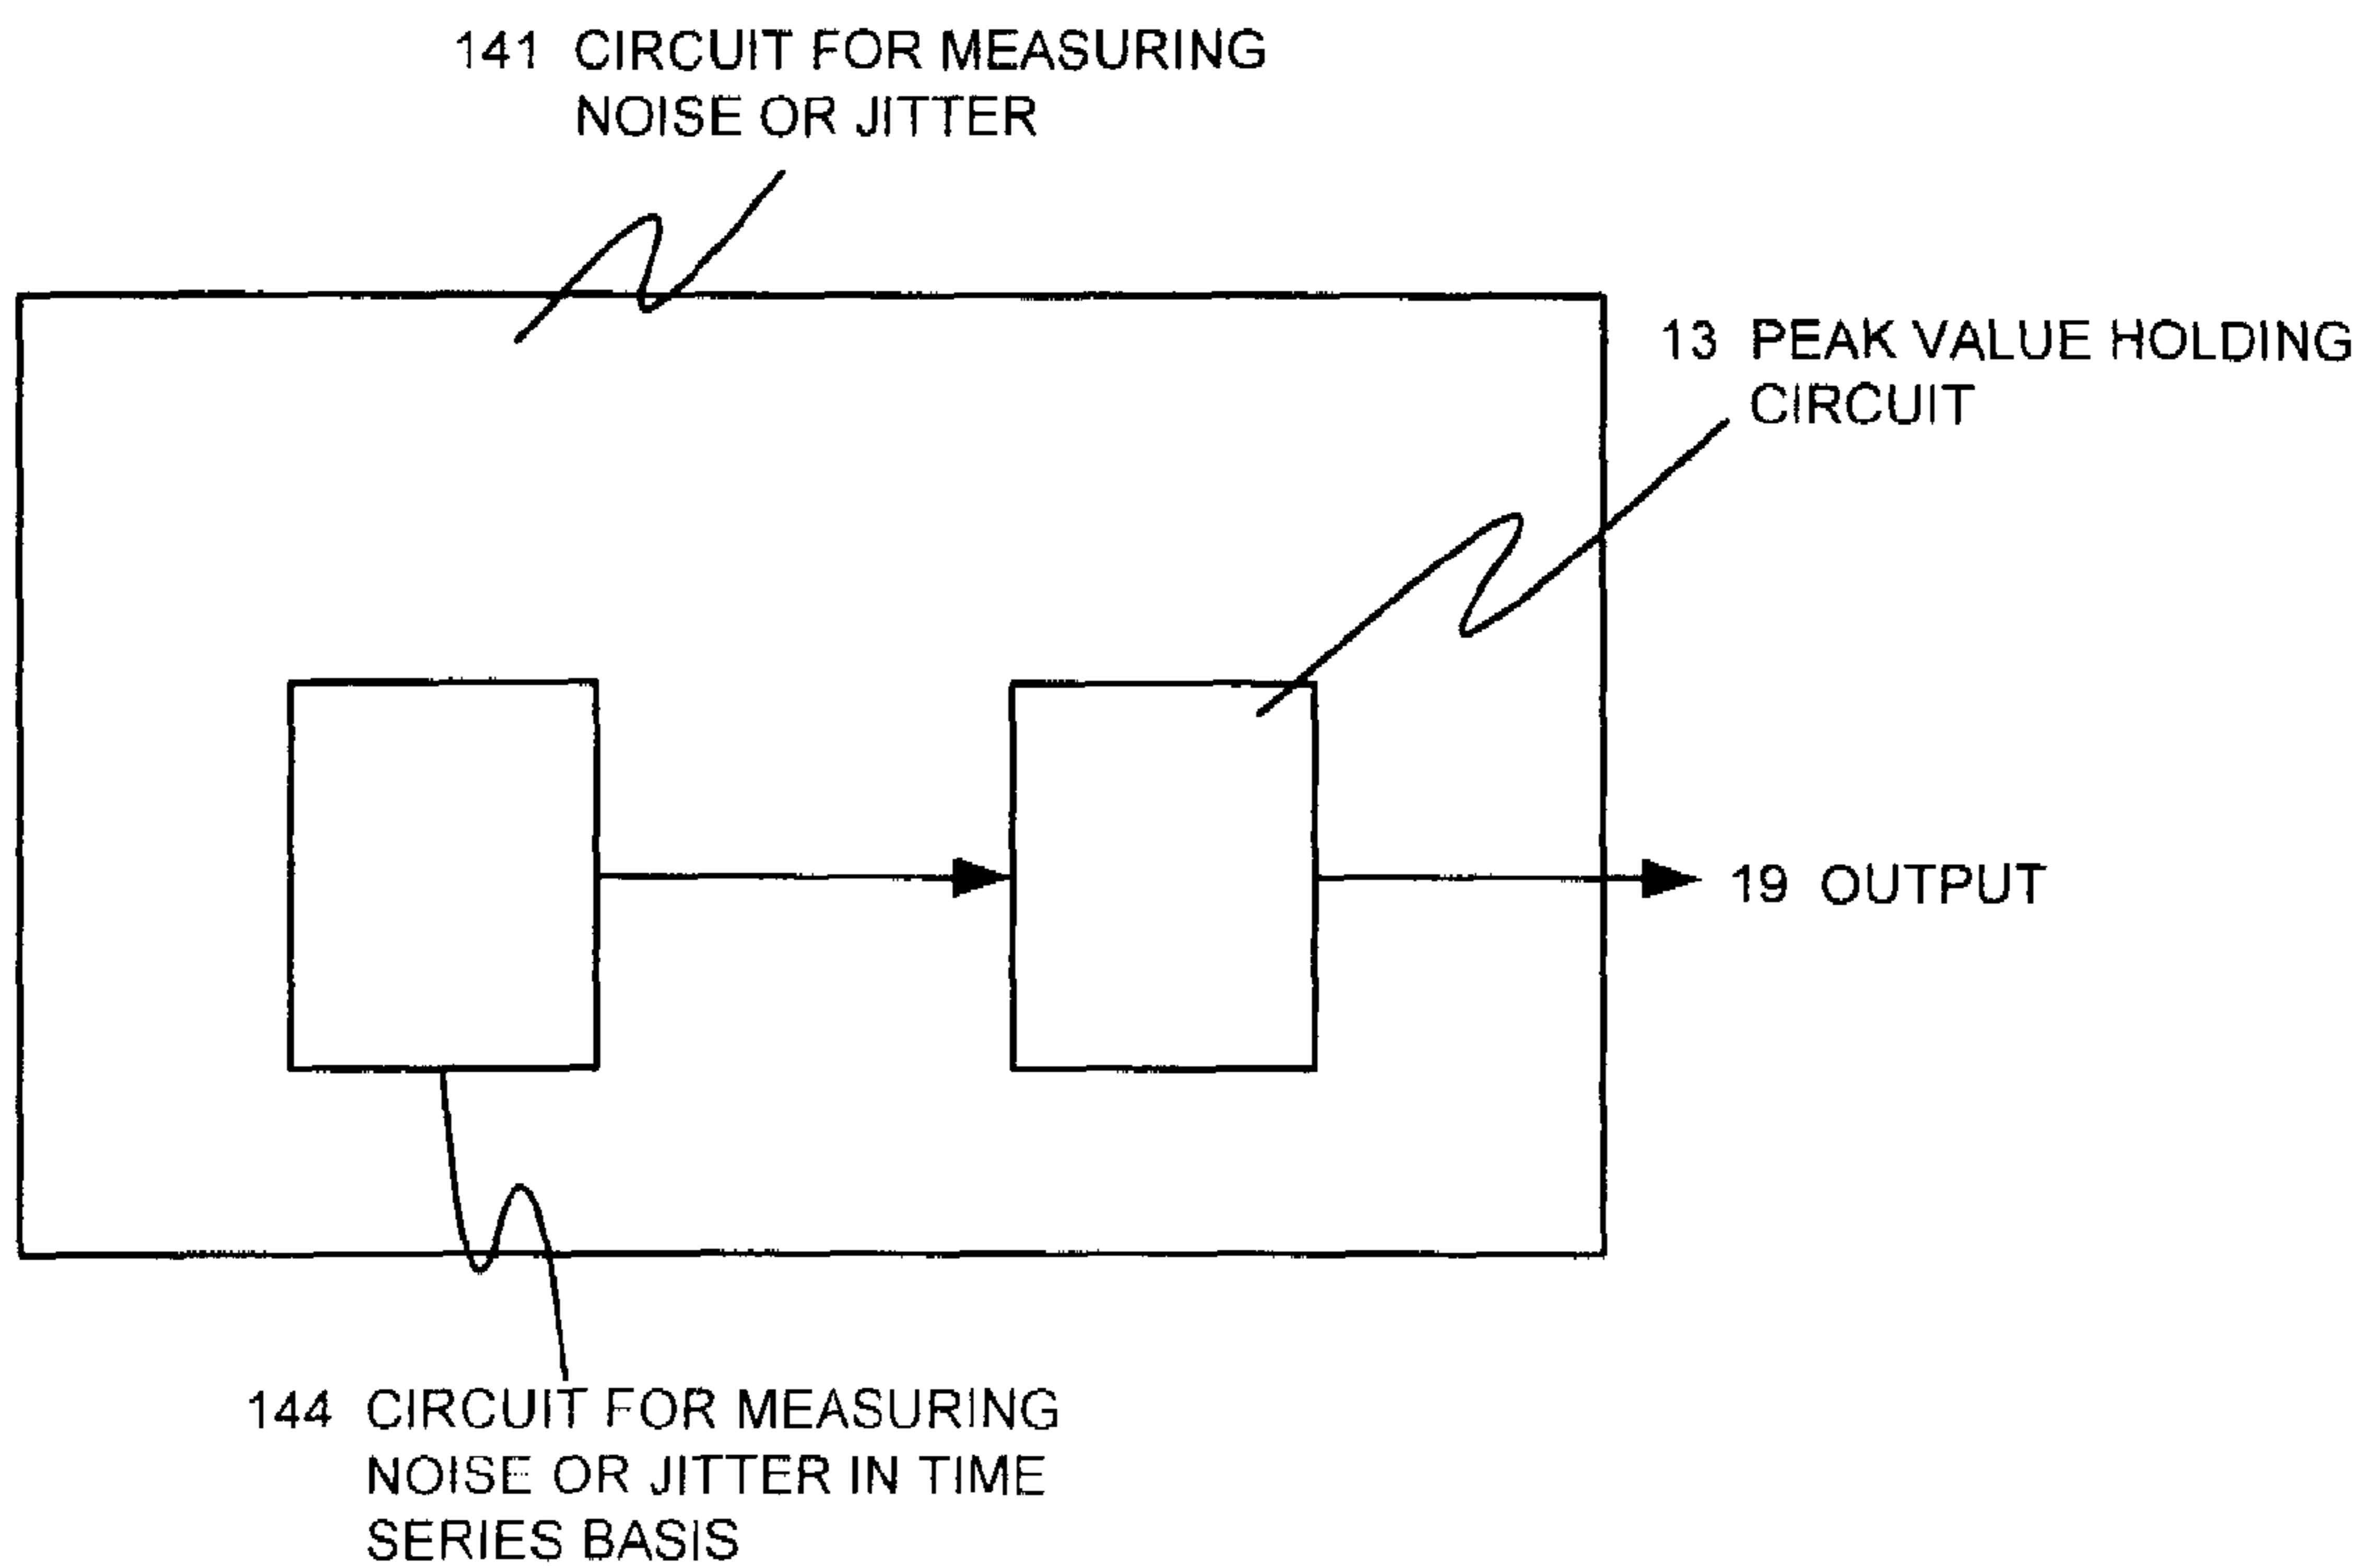 141 CIRCUIT FOR MEASURING
NOISE OR JITTER
13 PEAK VALUE HOLDING
CIRCUIT
19 OUTPUT
144 CIRCUIT FOR MEASURING
NOISE OR JITTER IN TIME
SERIES BASIS